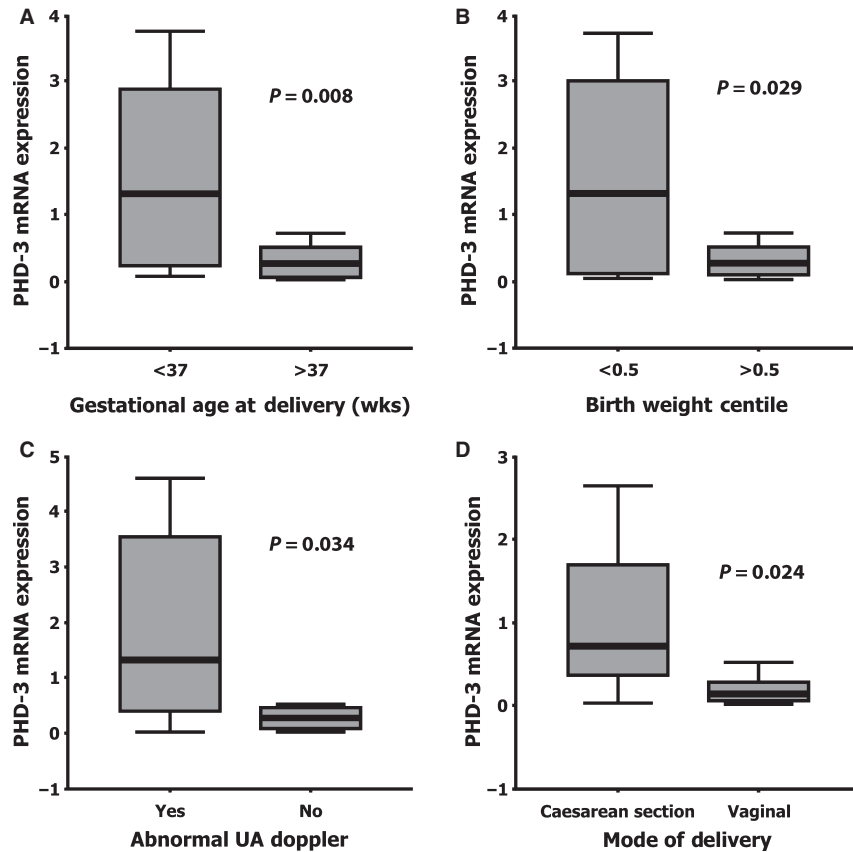 A
PHD-3 mRNA expression
4
3
2
1
0
−1
P = 0.008
<37
>37
Gestational age at delivery (wks)
B
PHD-3 mRNA expression
4
3
2
1
0
−1
P = 0.029
<0.5
>0.5
Birth weight centile
C
PHD-3 mRNA expression
5
4
3
2
1
0
−1
P = 0.034
Yes
No
Abnormal UA doppler
D
PHD-3 mRNA expression
3
2
1
0
−1
P = 0.024
Caesarean section
Vaginal
Mode of delivery